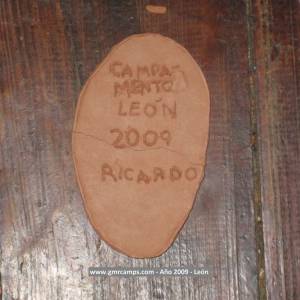 CAMPA-
MENTO
LEÓN
2009
RICARDO
www.gmrcamps.com - Año 2009 - León